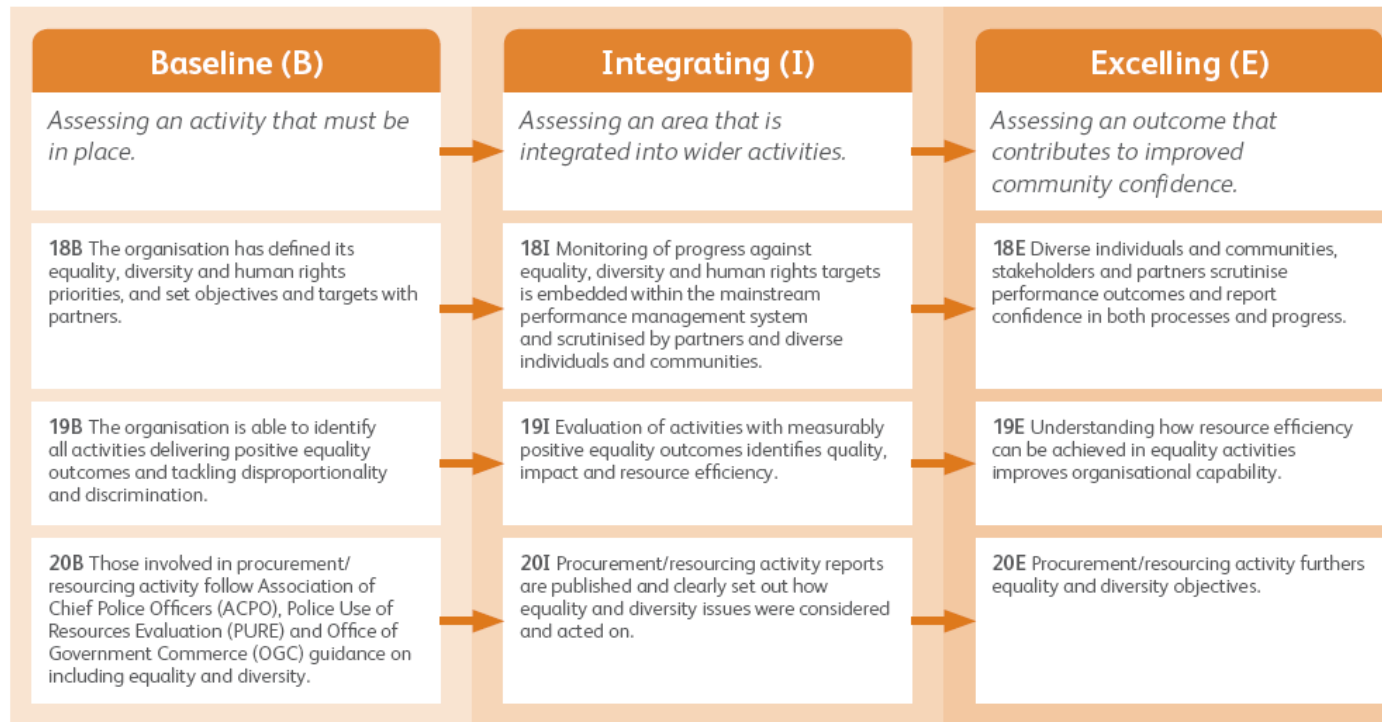 Baseline (B)
Integrating (I)
Excelling (E)
Assessing an activity that must be
in place.
Assessing an area that is
integrated into wider activities.
Assessing an outcome that
contributes to improved
community confidence.
18B The organisation has defined its
equality, diversity and human rights
priorities, and set objectives and targets with
partners.
18I Monitoring of progress against
equality, diversity and human rights targets
is embedded within the mainstream
performance management system
and scrutinised by partners and diverse
individuals and communities.
18E Diverse individuals and communities,
stakeholders and partners scrutinise
performance outcomes and report
confidence in both processes and progress.
19B The organisation is able to identify
all activities delivering positive equality
outcomes and tackling disproportionality
and discrimination.
19I Evaluation of activities with measurably
positive equality outcomes identifies quality,
impact and resource efficiency.
19E Understanding how resource efficiency
can be achieved in equality activities
improves organisational capability.
20B Those involved in procurement/
resourcing activity follow Association of
Chief Police Officers (ACPO), Police Use of
Resources Evaluation (PURE) and Office of
Government Commerce (OGC) guidance on
including equality and diversity.
20I Procurement/resourcing activity reports
are published and clearly set out how
equality and diversity issues were considered
and acted on.
20E Procurement/resourcing activity furthers
equality and diversity objectives.